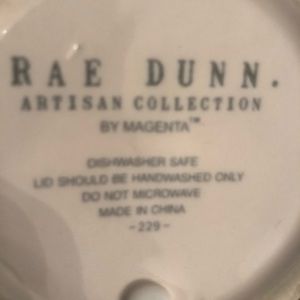 RAE DUNN.
ARTISAN COLLECTION
BY MAGENTA™
DISHWASHER SAFE
LID SHOULD BE HANDWASHED ONLY
DO NOT MICROWAVE
MADE IN CHINA
-229-